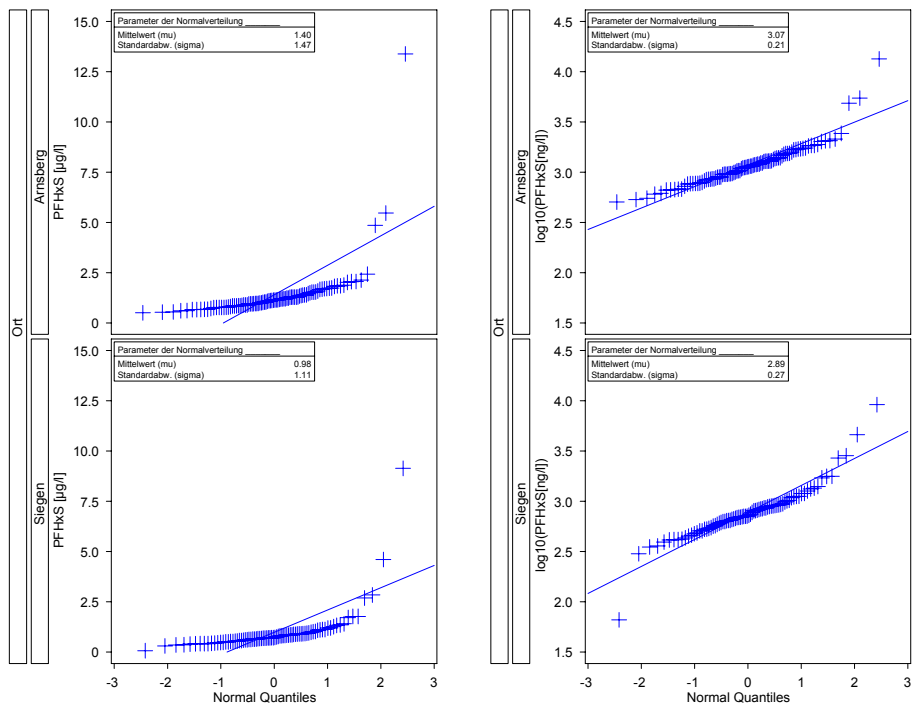 Ort
Arnsberg
PFHxS [µg/l]
15.0
12.5
10.0
7.5
5.0
2.5
0
Parameter der Normalverteilung
Mittelwert (mu) 1.40
Standardabw. (sigma) 1.47
Siegen
PFHxS [µg/l]
15.0
12.5
10.0
7.5
5.0
2.5
0
Parameter der Normalverteilung
Mittelwert (mu) 0.98
Standardabw. (sigma) 1.11
-3 -2 -1 0 1 2 3
Normal Quantiles
Ort
Arnsberg
log10(PFHxS[ng/l])
4.5
4.0
3.5
3.0
2.5
2.0
1.5
Parameter der Normalverteilung
Mittelwert (mu) 3.07
Standardabw. (sigma) 0.21
Siegen
log10(PFHxS[ng/l])
4.5
4.0
3.5
3.0
2.5
2.0
1.5
Parameter der Normalverteilung
Mittelwert (mu) 2.89
Standardabw. (sigma) 0.27
-3 -2 -1 0 1 2 3
Normal Quantiles